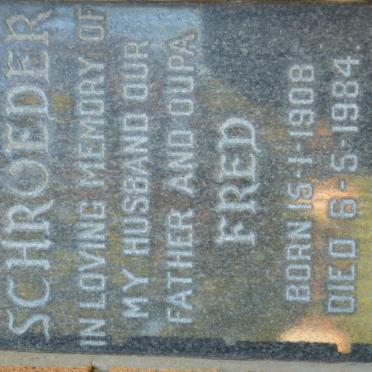 SCHROEDER
IN LOVING MEMORY OF
MY HUSBAND OUR
FATHER AND OUPA
FRED
BORN 15-1-1908
DIED 6-5-1984.